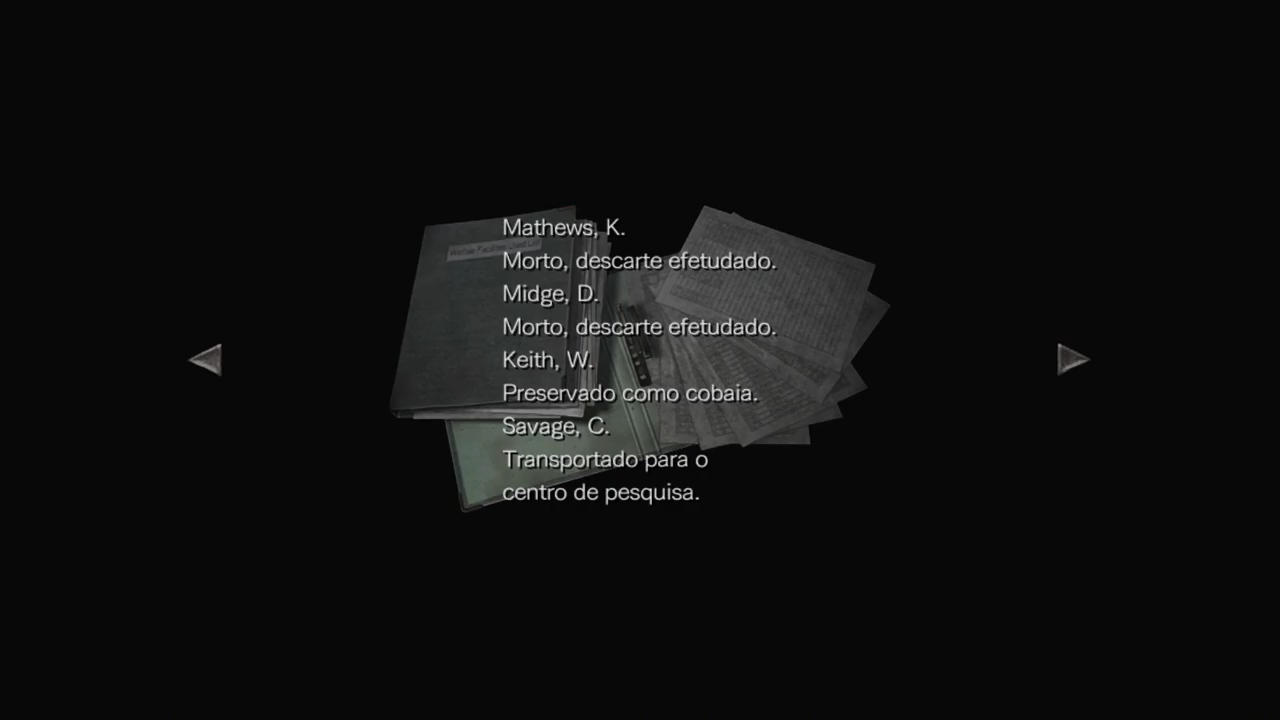 Mathews, K.
Morto, descarte efetudado.
Midge, D.
Morto, descarte efetudado.
Keith, W.
Preservado como cobaia.
Savage, C.
Transportado para o
centro de pesquisa.